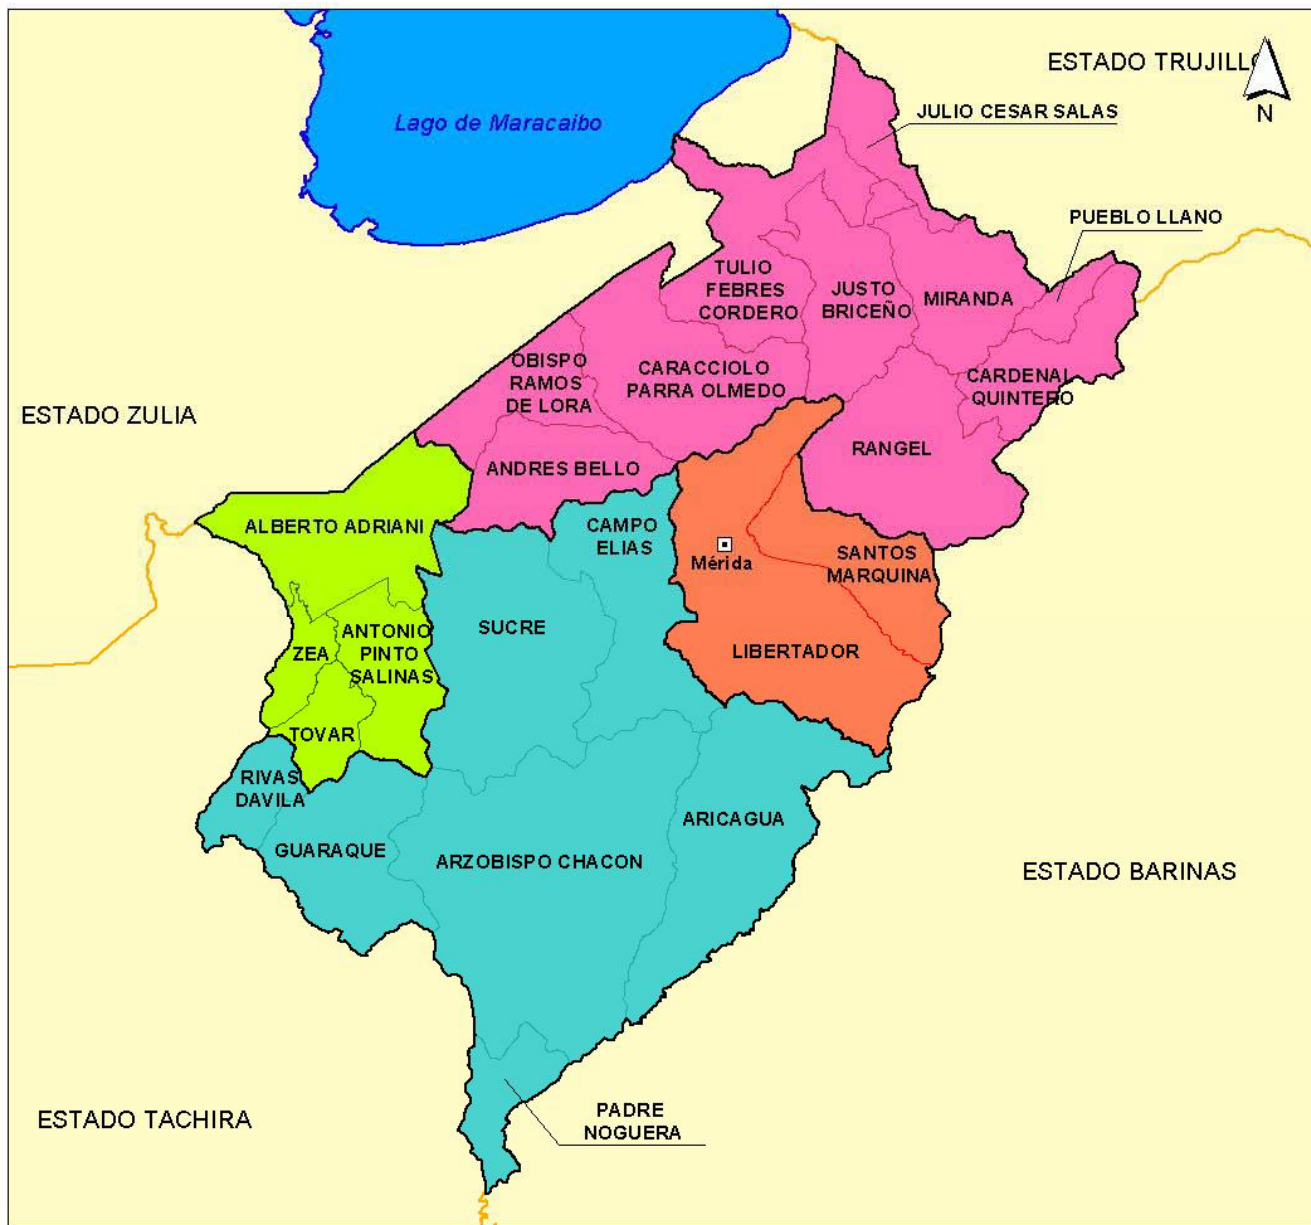 ESTADO TRUJILLO
N
Lago de Maracaibo
JULIO CESAR SALAS
PUEBLO LLANO
TULIO
FEBRES
CORDERO
JUSTO
BRICEÑO
MIRANDA
OBISPO
RAMOS
DE LORA
CARACCIOLO
PARRA OLMEDO
CARDENAL
QUINTERO
ESTADO ZULIA
RANGEL
ANDRES BELLO
ALBERTO ADRIANI
CAMPO
ELIAS
Mérida
SANTOS
MARQUINA
SUCRE
ZEA
ANTONIO
PINTO
SALINAS
LIBERTADOR
TOVAR
RIVAS
DAVILA
ARICAGUA
GUARAQUE
ARZOBISPO CHACON
ESTADO BARINAS
ESTADO TACHIRA
PADRE
NOGUERA